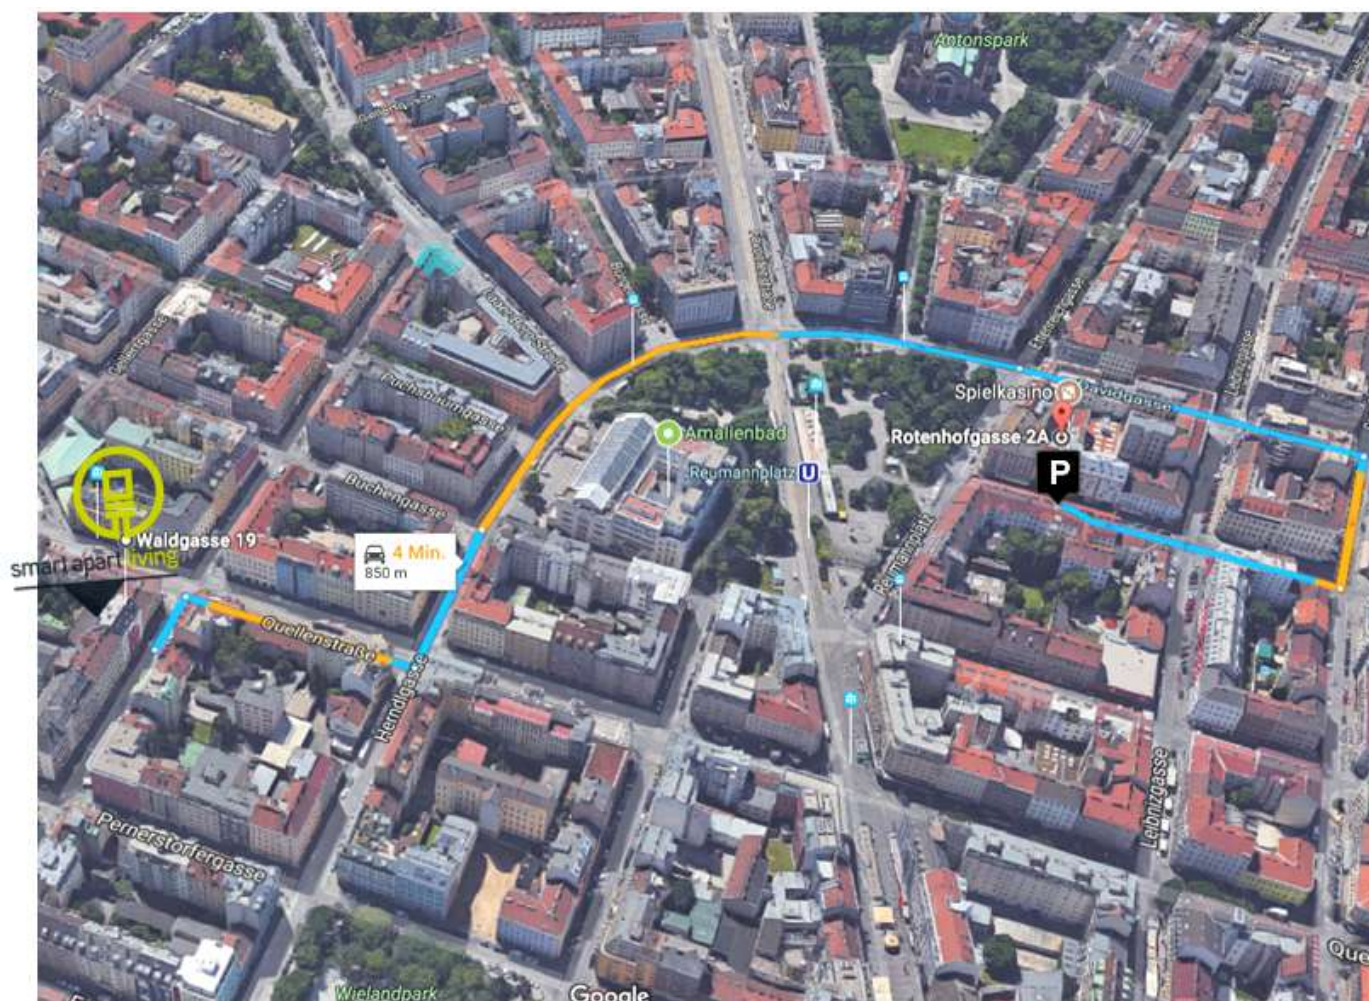 Antonspark
Davidgasse
Spielkasino
Rotenhofgasse 2A
P
Amalienbad
Reumannplatz U
Reumannplatz
Puchsbaumgasse
Buchengasse
4 Min.
850 m
Waldgasse 19
smart apart living
Quellenstraße
Herndlgasse
Leibnizgasse
Pernerstorfergasse
Wielandpark
Google
Que